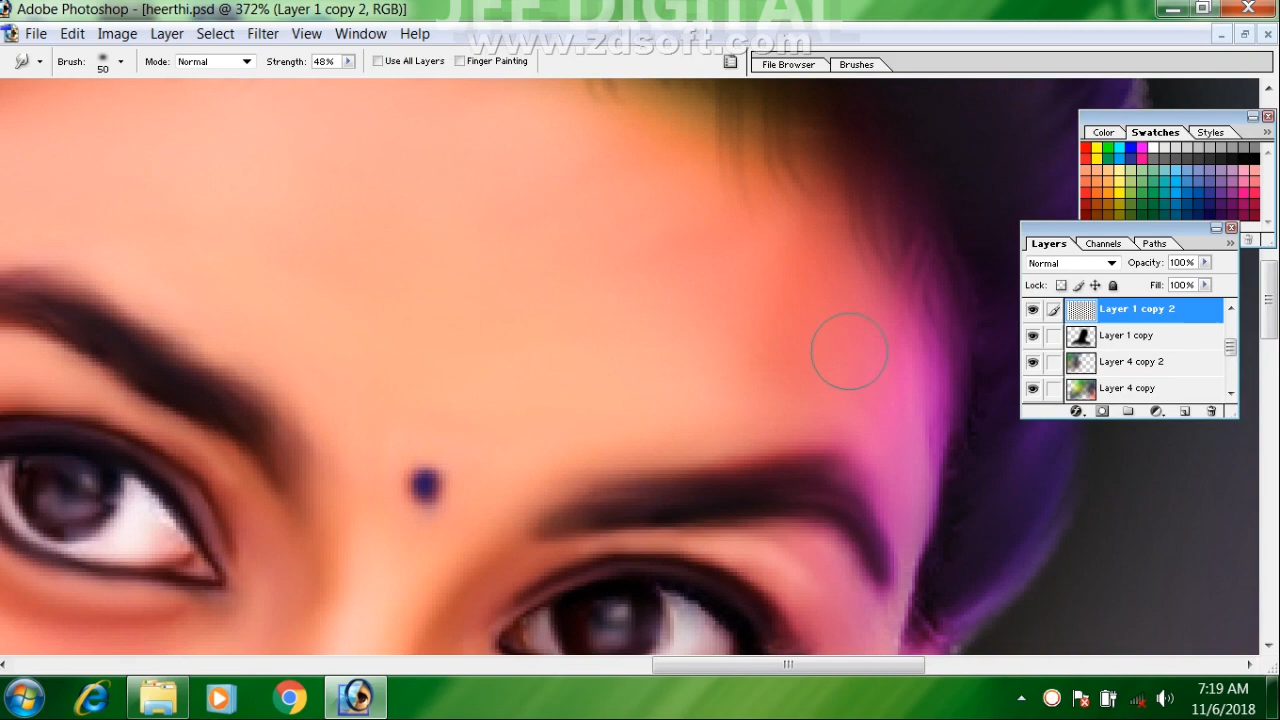 Adobe Photoshop - [heerthi.psd @ 372% (Layer 1 copy 2, RGB)]
JFF DIGITAL
www.zdsoft.com
File Edit Image Layer Select Filter View Window Help
Brush: 50 Mode: Normal Strength: 48% Use All Layers Finger Painting File Browser Brushes
Color Swatches Styles
Layers Channels Paths
Normal Opacity: 100%
Lock: Fill: 100%
Layer 1 copy 2
Layer 1 copy
Layer 4 copy 2
Layer 4 copy
7:19 AM
11/6/2018